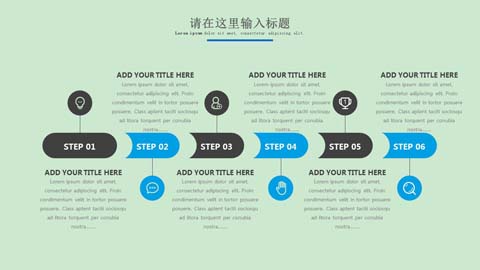 请在这里输入标题
Lorem ipsum dolor sit amet, consectetur adipiscing elit.
ADD YOUR TITLE HERE
Lorem ipsum dolor sit amet,
consectetur adipiscing elit. Proin
condimentum velit in tortor posuere
posuere. Class aptent taciti sociosqu
ad litora torquent per conubia
nostra......
ADD YOUR TITLE HERE
Lorem ipsum dolor sit amet,
consectetur adipiscing elit. Proin
condimentum velit in tortor posuere
posuere. Class aptent taciti sociosqu
ad litora torquent per conubia
nostra......
ADD YOUR TITLE HERE
Lorem ipsum dolor sit amet,
consectetur adipiscing elit. Proin
condimentum velit in tortor posuere
posuere. Class aptent taciti sociosqu
ad litora torquent per conubia
nostra......
STEP 01
STEP 02
STEP 03
STEP 04
STEP 05
STEP 06
ADD YOUR TITLE HERE
Lorem ipsum dolor sit amet,
consectetur adipiscing elit. Proin
condimentum velit in tortor posuere
posuere. Class aptent taciti sociosqu
ad litora torquent per conubia
nostra......
ADD YOUR TITLE HERE
Lorem ipsum dolor sit amet,
consectetur adipiscing elit. Proin
condimentum velit in tortor posuere
posuere. Class aptent taciti sociosqu
ad litora torquent per conubia
nostra......
ADD YOUR TITLE HERE
Lorem ipsum dolor sit amet,
consectetur adipiscing elit. Proin
condimentum velit in tortor posuere
posuere. Class aptent taciti sociosqu
ad litora torquent per conubia
nostra......